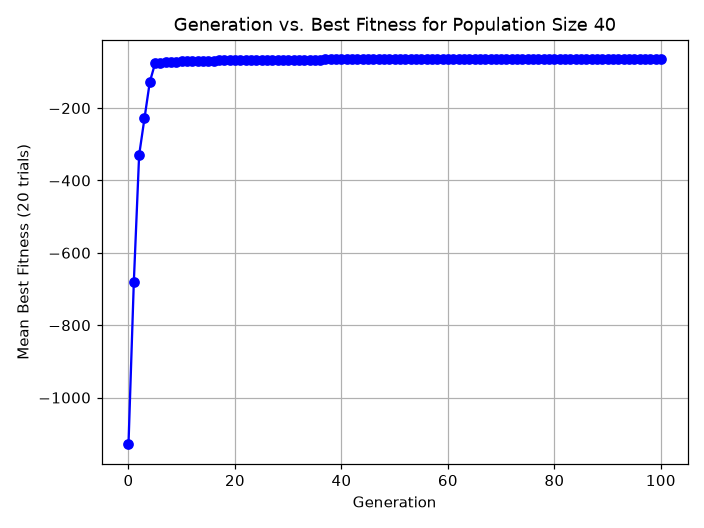 Generation vs. Best Fitness for Population Size 40
Mean Best Fitness (20 trials)
−200
−400
−600
−800
−1000
0 20 40 60 80 100
Generation